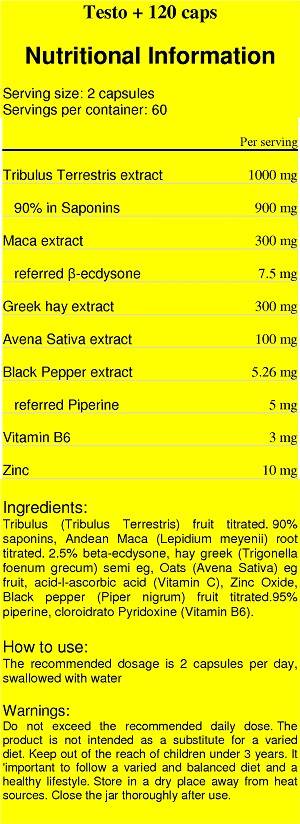 Testo + 120 caps
Nutritional Information
Serving size: 2 capsules
Servings per container: 60
Per serving
Tribulus Terrestris extract 1000 mg
90% in Saponins 900 mg
Maca extract 300 mg
referred β-ecdysone 7.5 mg
Greek hay extract 300 mg
Avena Sativa extract 100 mg
Black Pepper extract 5.26 mg
referred Piperine 5 mg
Vitamin B6 3 mg
Zinc 10 mg
Ingredients:
Tribulus (Tribulus Terrestris) fruit titrated. 90%
saponins, Andean Maca (Lepidium meyenii) root
titrated. 2.5% beta-ecdysone, hay greek (Trigonella
foenum grecum) semi eg, Oats (Avena Sativa) eg
fruit, acid-l-ascorbic acid (Vitamin C), Zinc Oxide,
Black pepper (Piper nigrum) fruit titrated.95%
piperine, cloroidrato Pyridoxine (Vitamin B6).
How to use:
The recommended dosage is 2 capsules per day,
swallowed with water
Warnings:
Do not exceed the recommended daily dose. The
product is not intended as a substitute for a varied
diet. Keep out of the reach of children under 3 years. It
'important to follow a varied and balanced diet and a
healthy lifestyle. Store in a dry place away from heat
sources. Close the jar thoroughly after use.